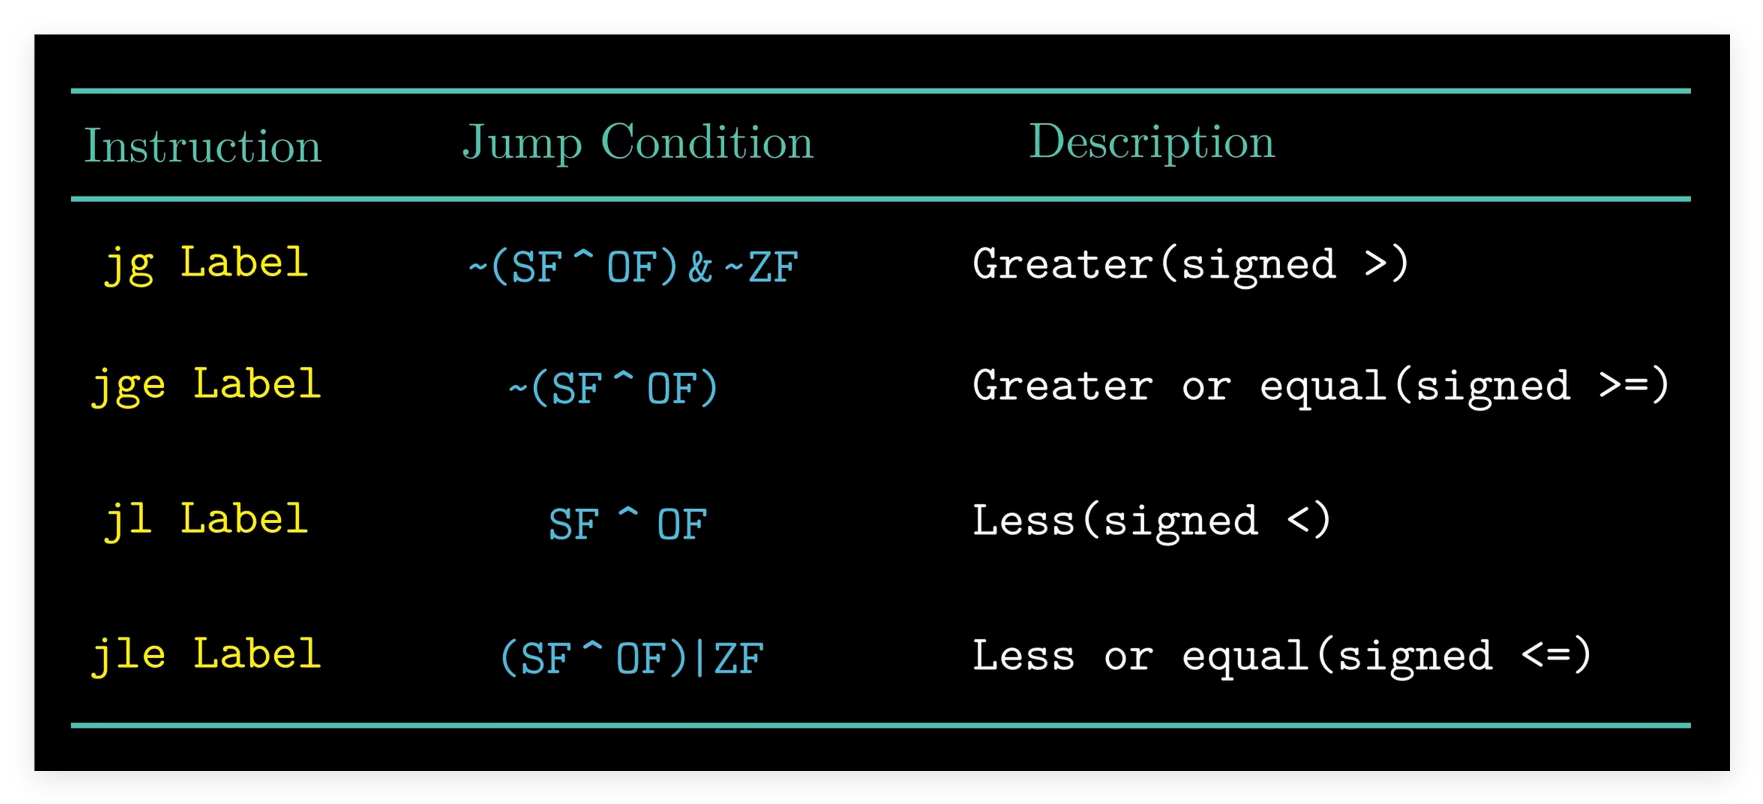 Instruction Jump Condition Description
jg Label ~(SF^OF)&~ZF Greater(signed >)
jge Label ~(SF^OF) Greater or equal(signed >=)
jl Label SF ^ OF Less(signed <)
jle Label (SF^OF)|ZF Less or equal(signed <=)